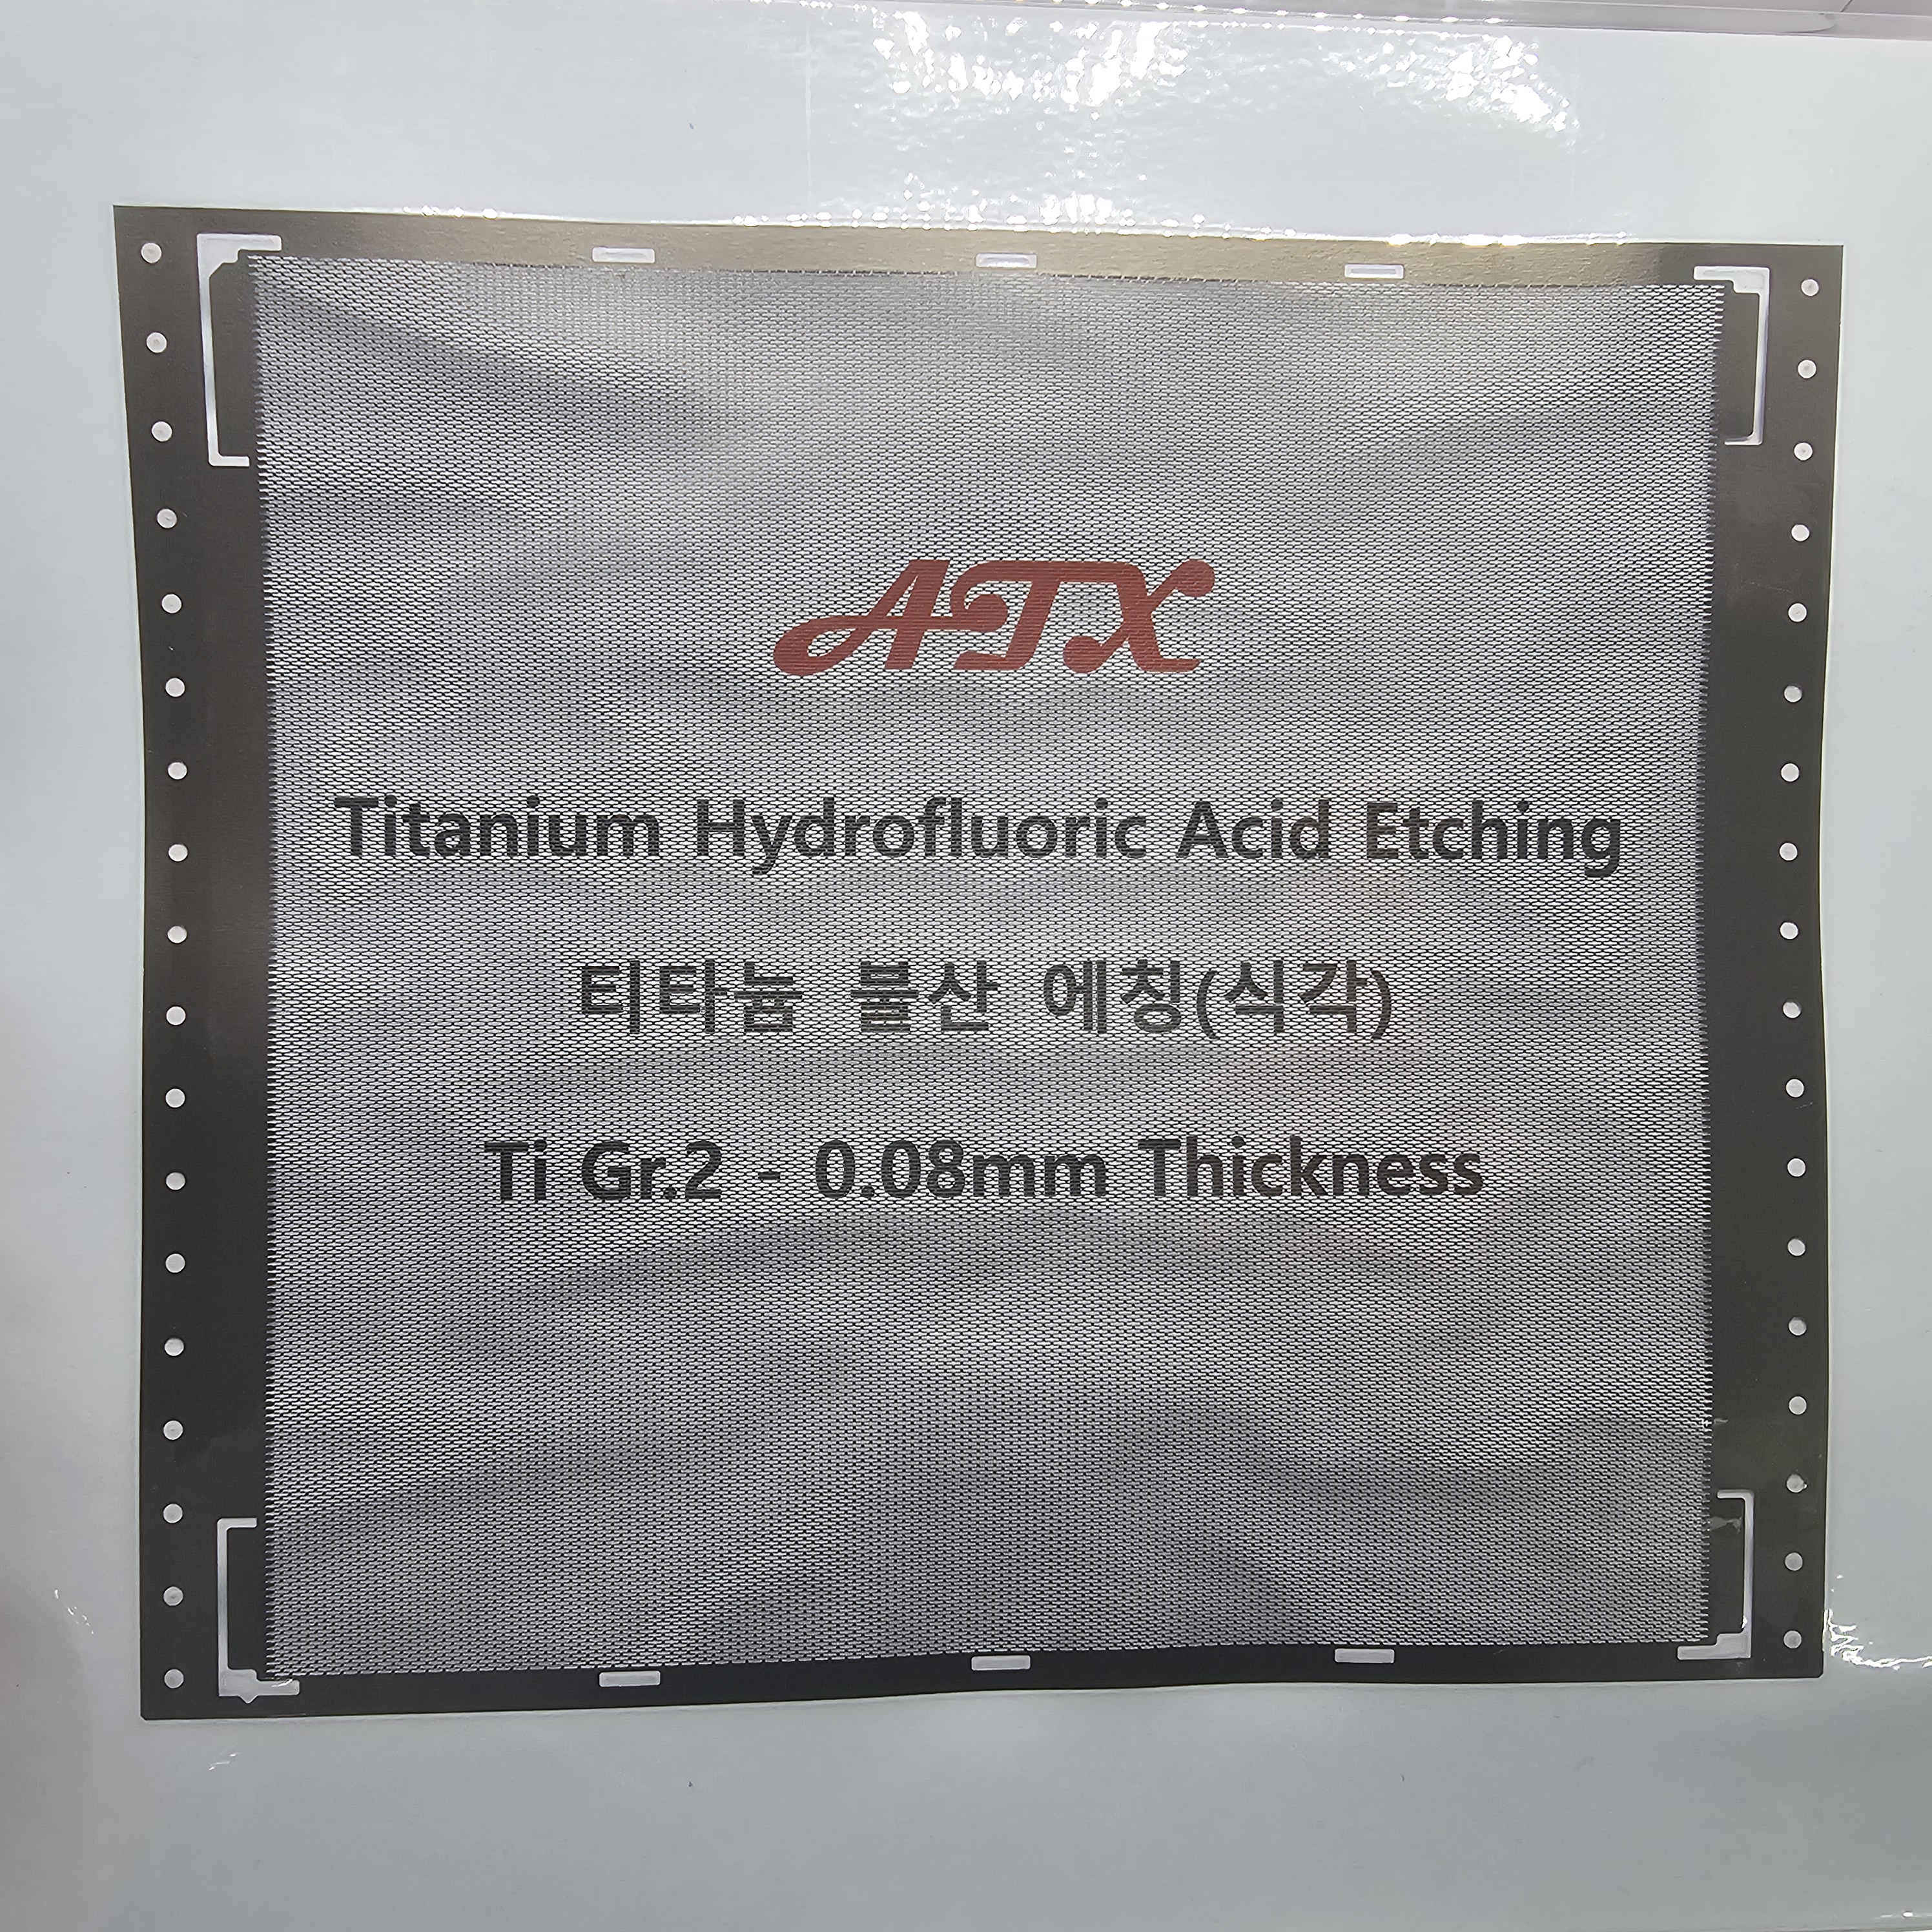 ATX
Titanium Hydrofluoric Acid Etching
티타늄 불산 에칭(식각)
Ti Gr.2 - 0.08mm Thickness